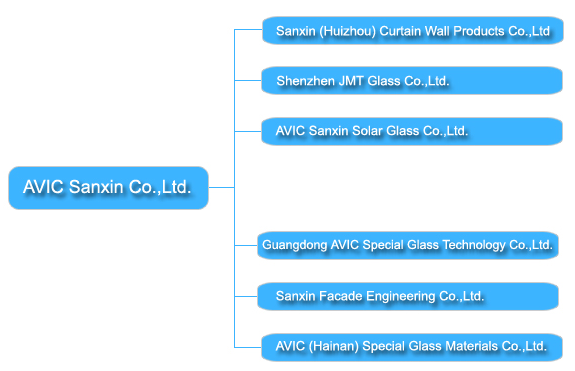 Sanxin (Huizhou) Curtain Wall Products Co.,Ltd
Shenzhen JMT Glass Co.,Ltd.
AVIC Sanxin Solar Glass Co.,Ltd.
AVIC Sanxin Co.,Ltd.
Guangdong AVIC Special Glass Technology Co.,Ltd.
Sanxin Facade Engineering Co.,Ltd.
AVIC (Hainan) Special Glass Materials Co.,Ltd.